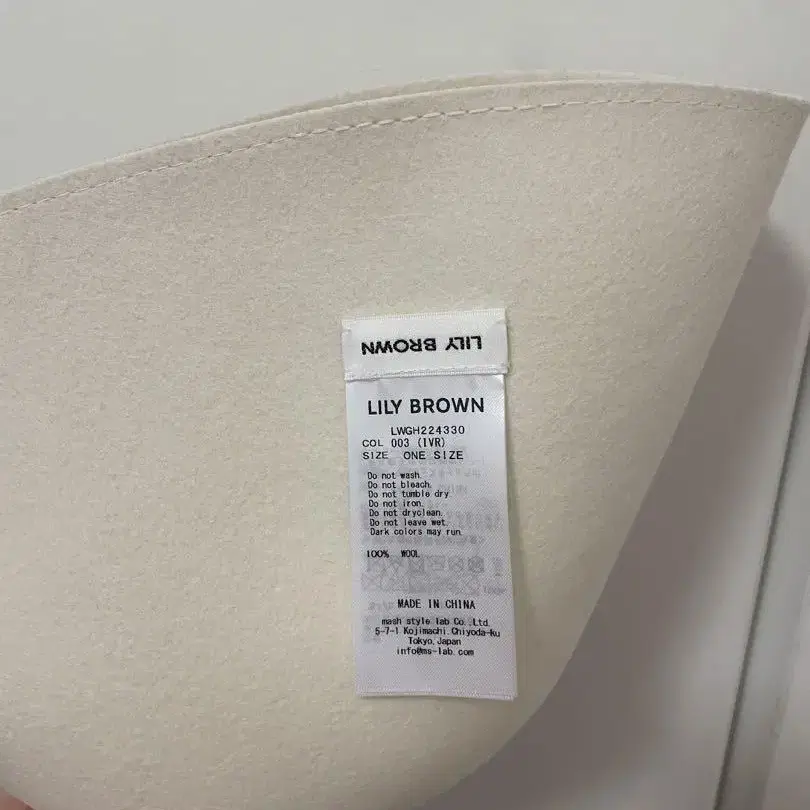 LILY BROWN
LILY BROWN
LWGH224330
COL 003 (IVR)
SIZE ONE SIZE
Do not wash.
Do not bleach.
Do not tumble dry.
Do not iron.
Do not dryclean.
Do not leave wet.
Dark colors may run.
100% WOOL
MADE IN CHINA
mash style lab Co.,Ltd.
5-7-1 Kojimachi.Chiyoda-ku
Tokyo.Japan
info@ms-lab.com